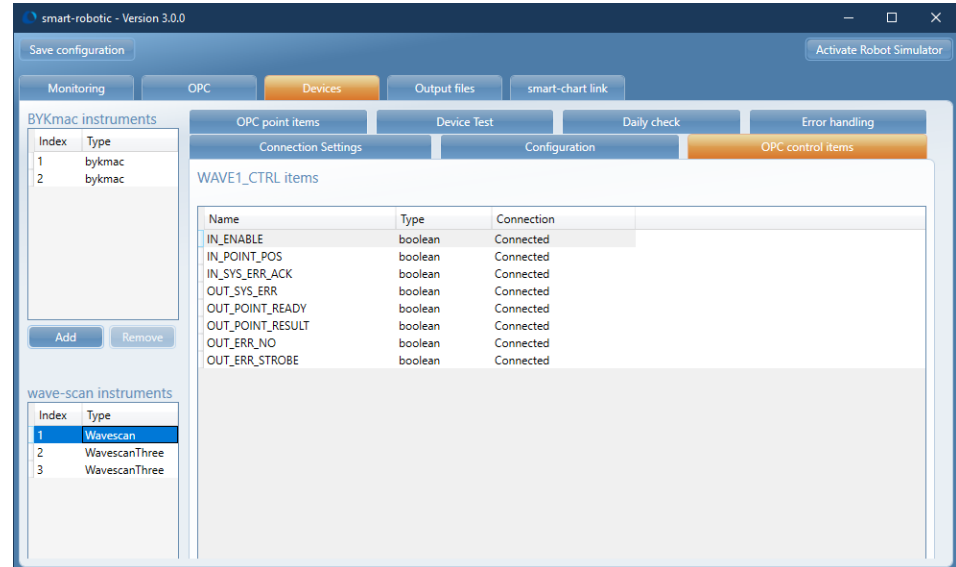 smart-robotic - Version 3.0.0
Save configuration
Activate Robot Simulator
Monitoring OPC Devices Output files smart-chart link
BYKmac instruments
Index Type
1 bykmac
2 bykmac
Add Remove
wave-scan instruments
Index Type
1 Wavescan
2 WavescanThree
3 WavescanThree
OPC point items Device Test Daily check Error handling
Connection Settings Configuration OPC control items
WAVE1_CTRL items
Name Type Connection
IN_ENABLE boolean Connected
IN_POINT_POS boolean Connected
IN_SYS_ERR_ACK boolean Connected
OUT_SYS_ERR boolean Connected
OUT_POINT_READY boolean Connected
OUT_POINT_RESULT boolean Connected
OUT_ERR_NO boolean Connected
OUT_ERR_STROBE boolean Connected